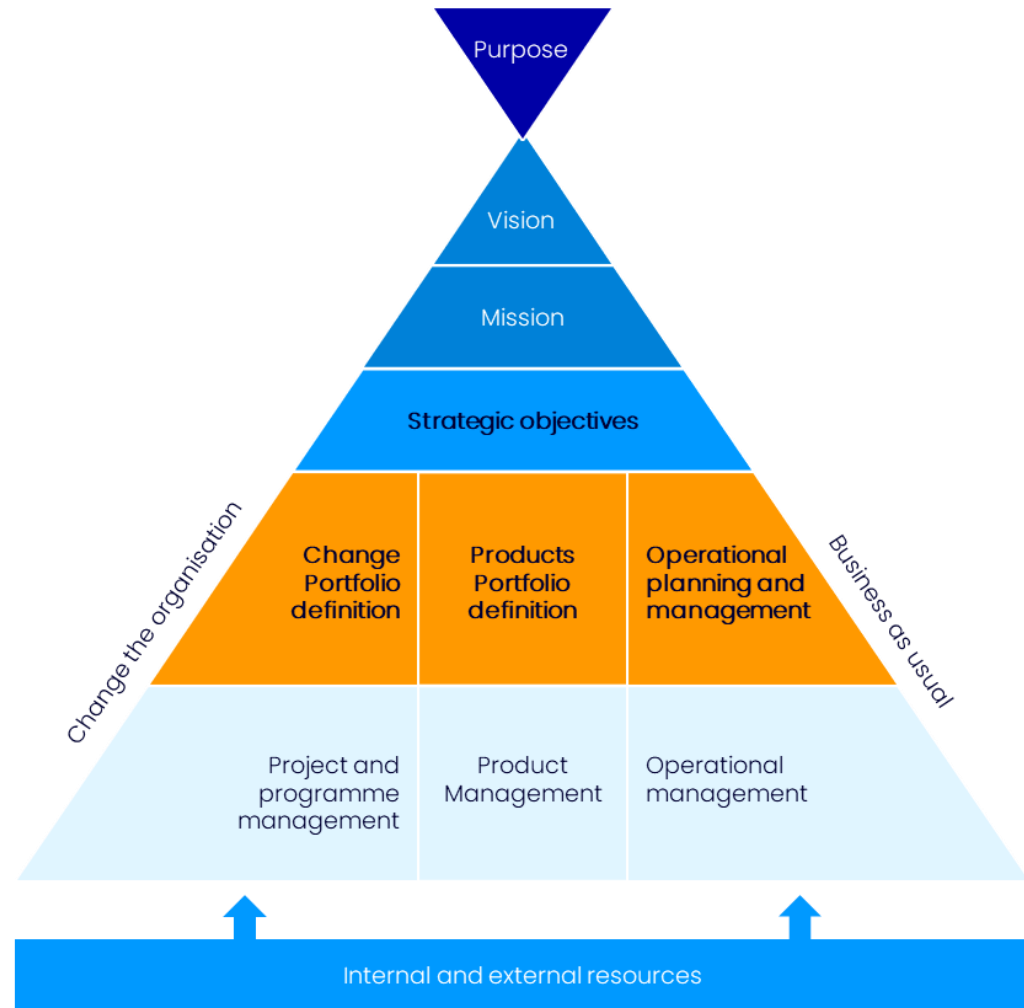 Purpose
Vision
Mission
Strategic objectives
Change the organisation
Business as usual
Change
Portfolio
definition
Products
Portfolio
definition
Operational
planning and
management
Project and
programme
management
Product
Management
Operational
management
Internal and external resources